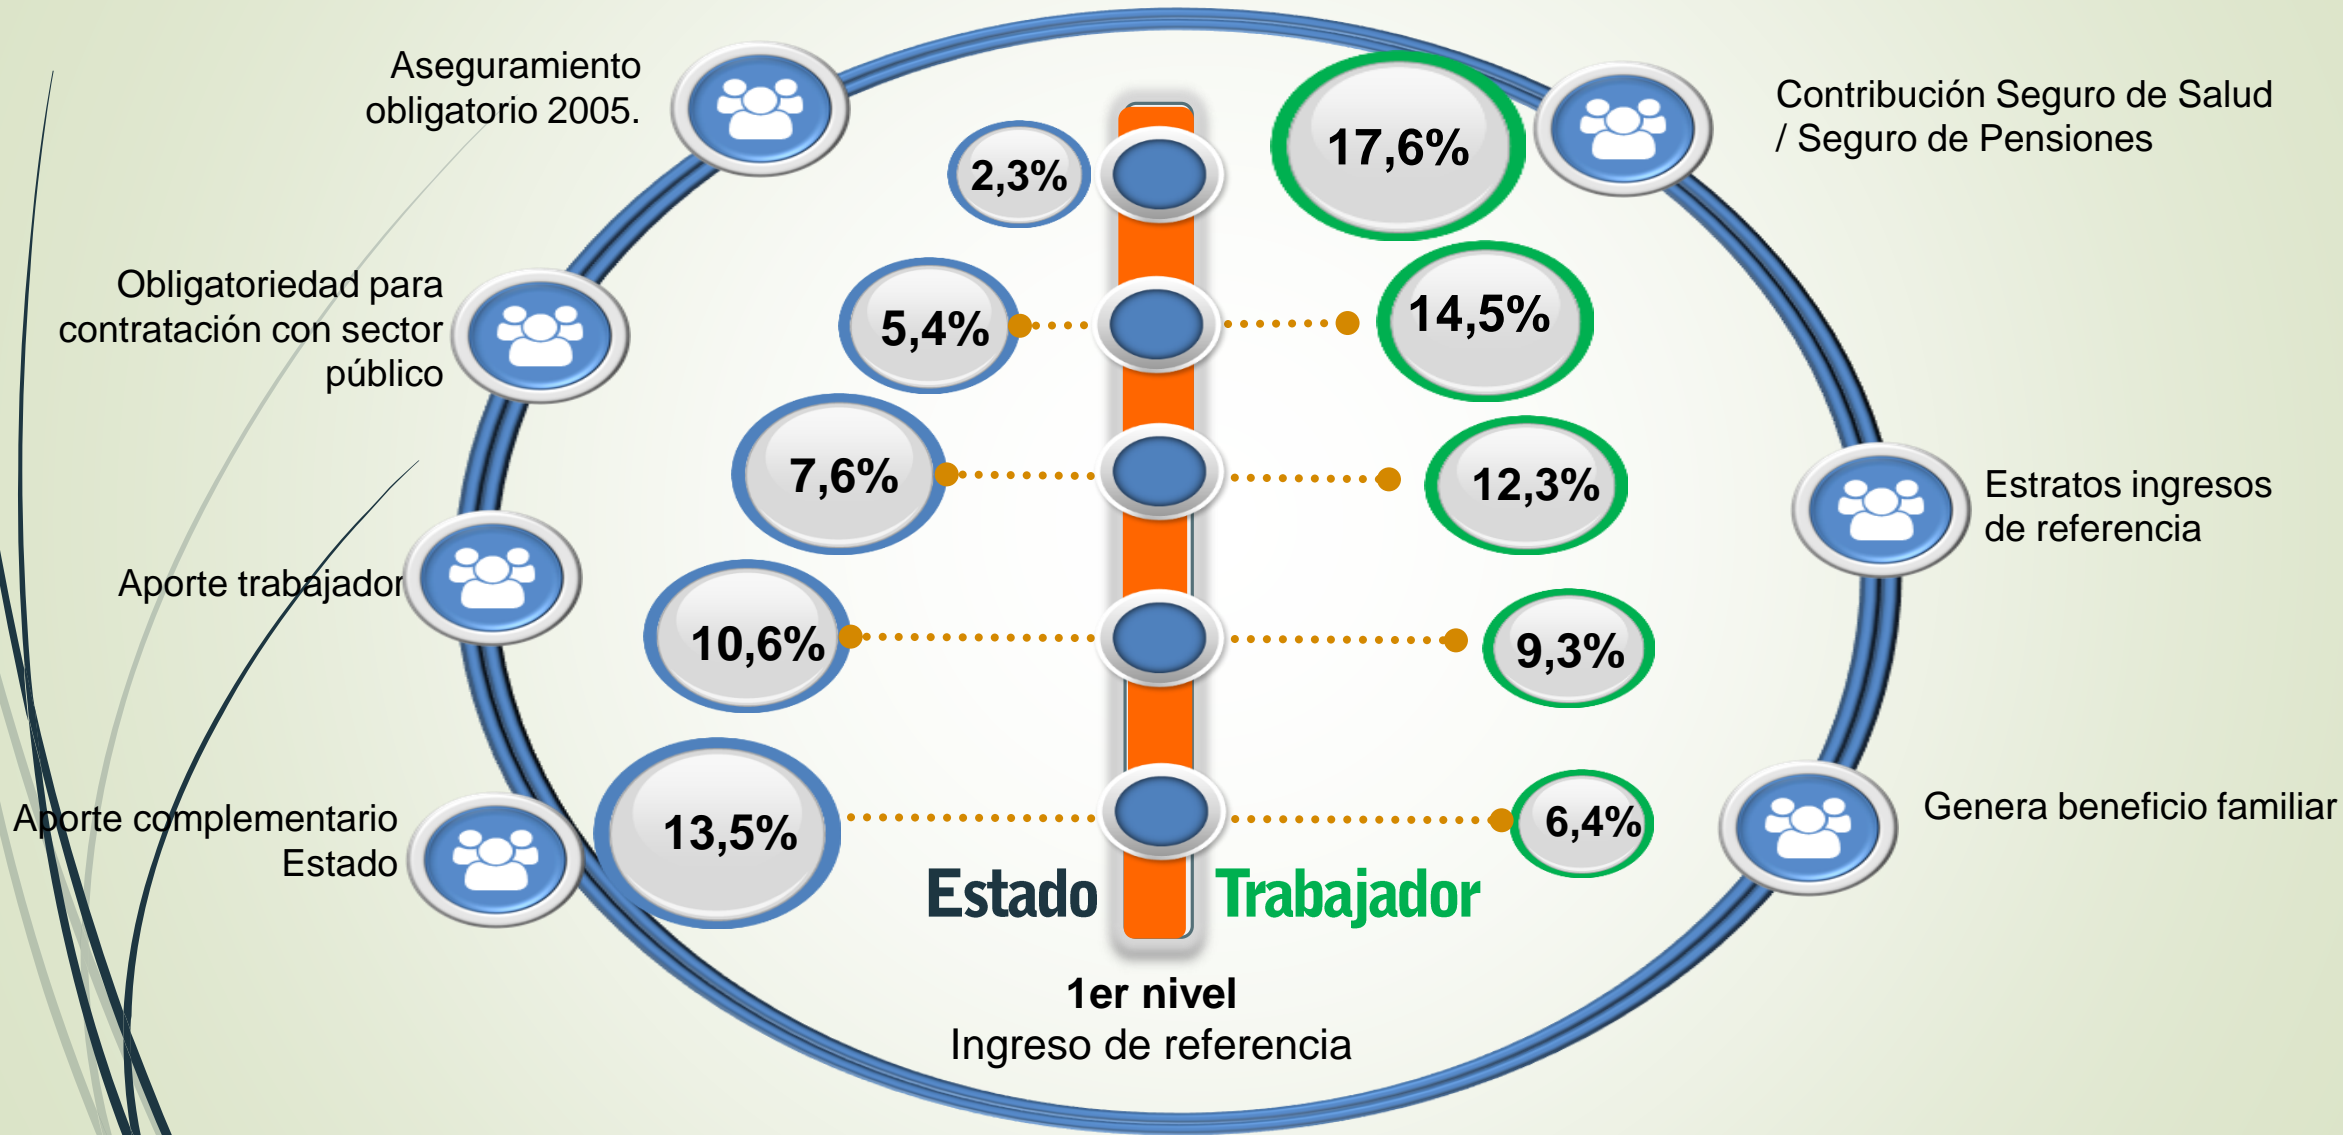 Aseguramiento
obligatorio 2005.
Obligatoriedad para
contratación con sector
público
Aporte trabajador
Aporte complementario
Estado
2,3%
17,6%
5,4%
14,5%
7,6%
12,3%
10,6%
9,3%
13,5%
6,4%
Estado
Trabajador
1er nivel
Ingreso de referencia
Contribución Seguro de Salud
/ Seguro de Pensiones
Estratos ingresos
de referencia
Genera beneficio familiar